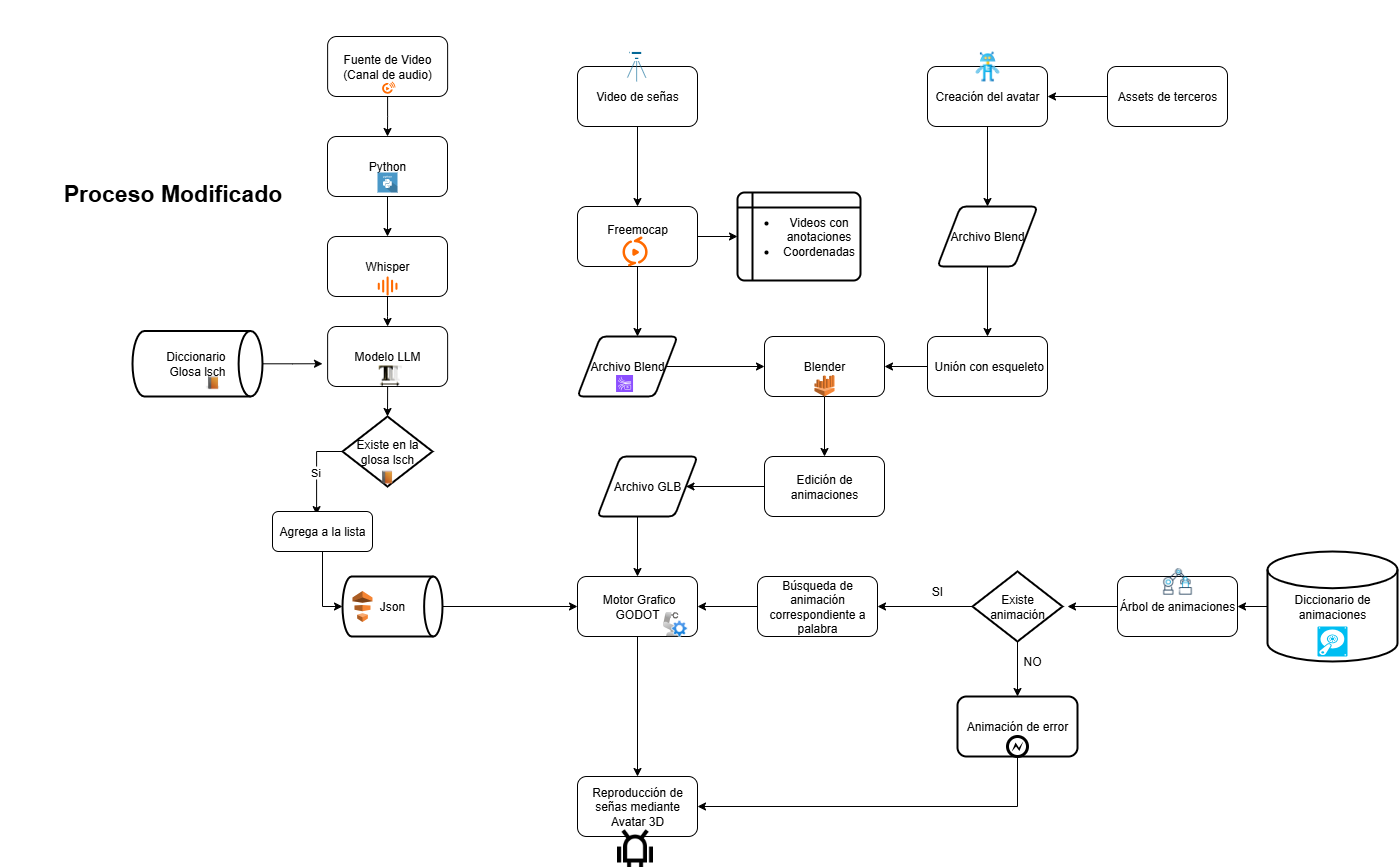 Proceso Modificado
Fuente de Video
(Canal de audio)
Python
Whisper
Diccionario
Glosa lsch
Modelo LLM
Existe en la
glosa lsch
Si
Agrega a la lista
Json
Video de señas
Freemocap
Videos con
anotaciones
Coordenadas
Archivo Blend
Creación del avatar
Assets de terceros
Archivo Blend
Unión con esqueleto
Blender
Edición de
animaciones
Archivo GLB
Motor Grafico
GODOT
C
Búsqueda de
animación
correspondiente a
palabra
SI
Existe
animación
Árbol de animaciones
Diccionario de
animaciones
NO
Animación de error
Reproducción de
señas mediante
Avatar 3D